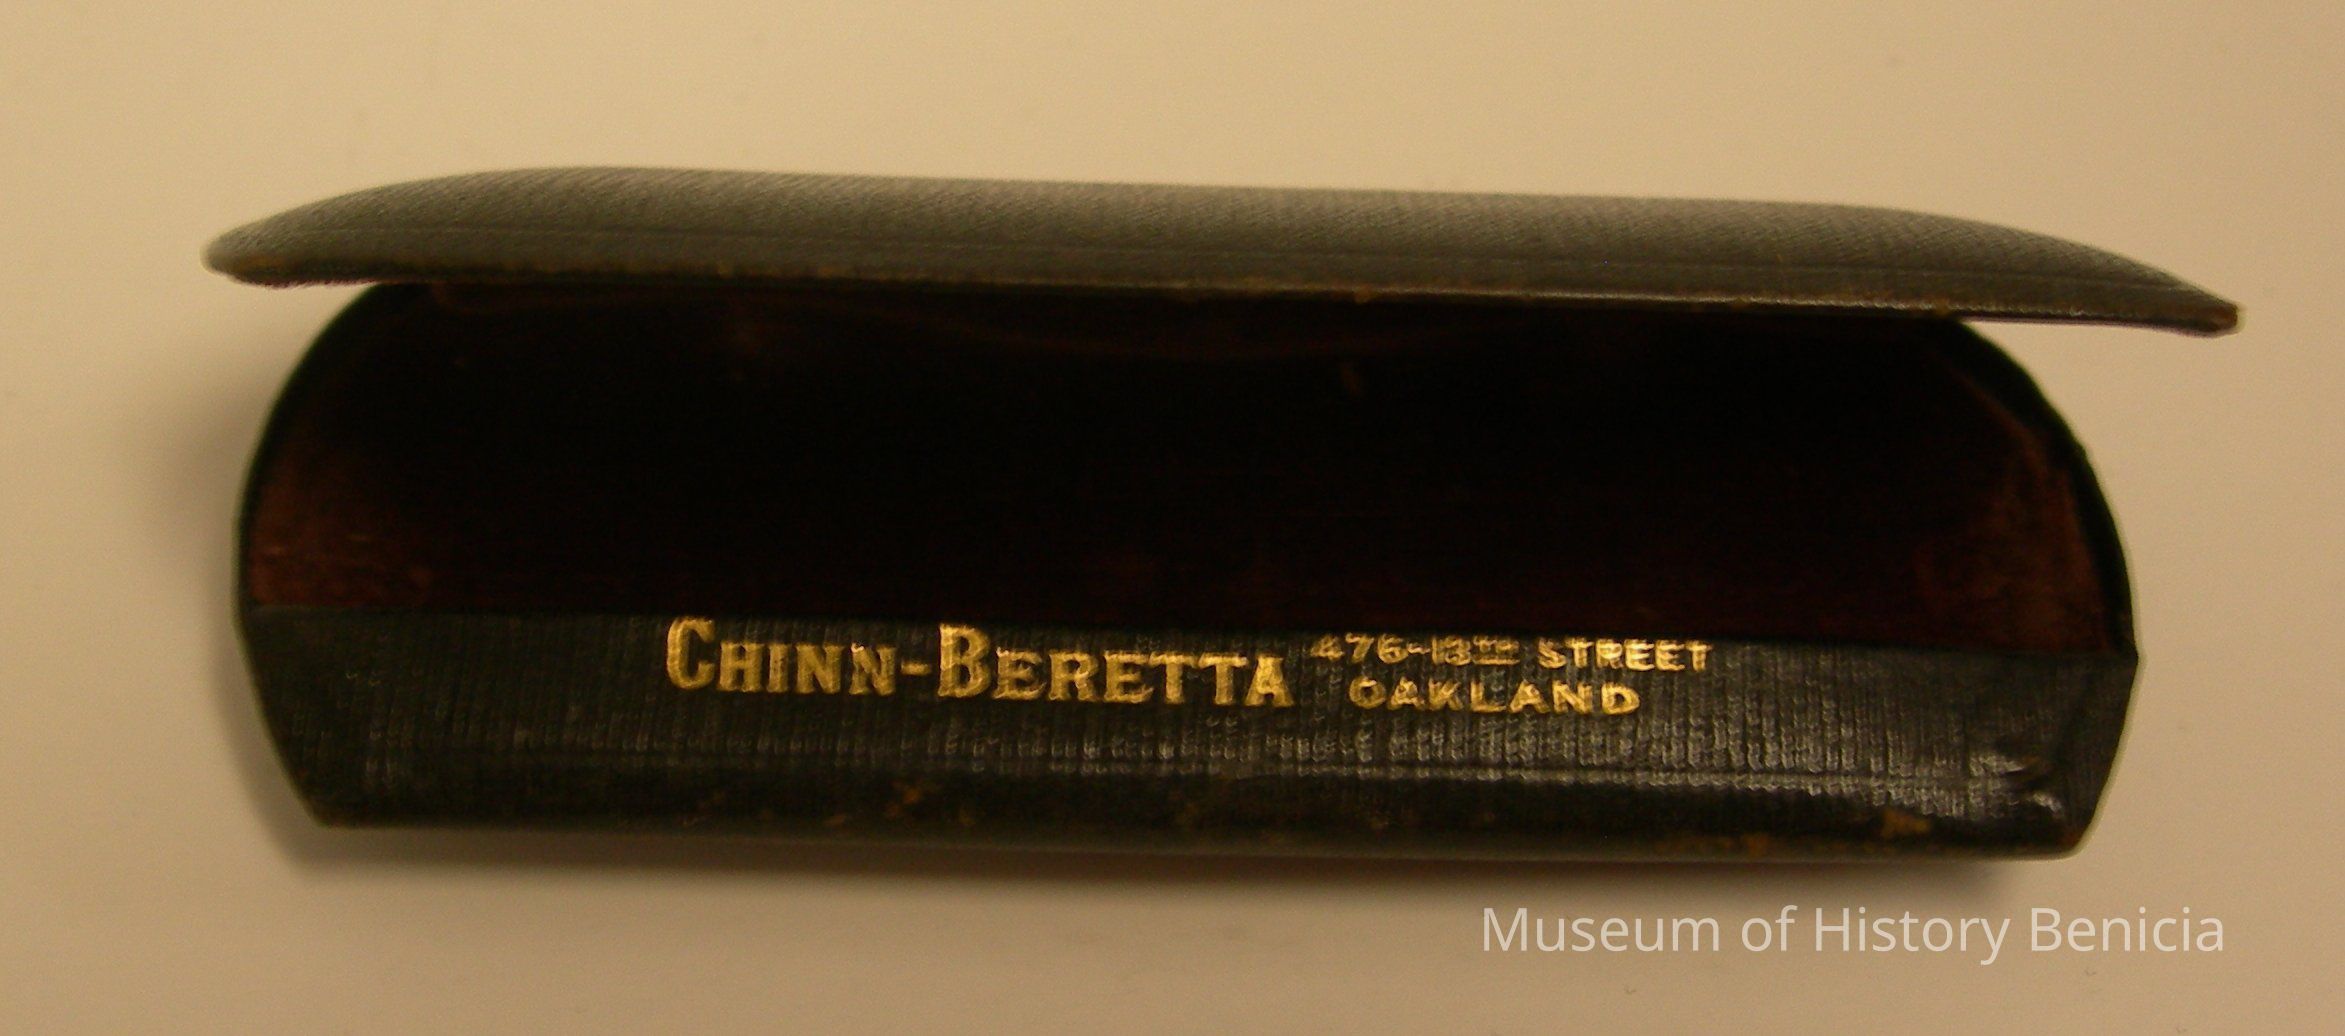 CHINN-BERETTA
476-13TH STREET
OAKLAND
Museum of History Benicia